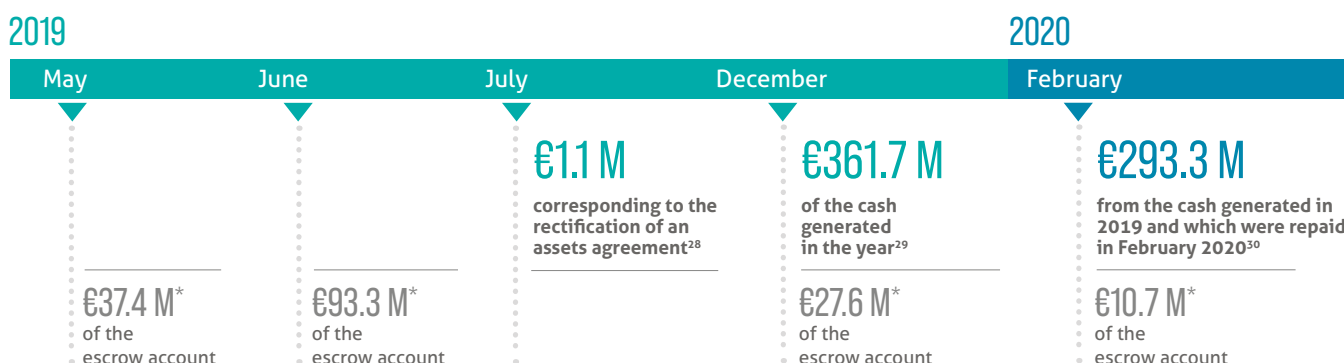 2019
2020
May
June
July
December
February
€1.1 M
corresponding to the
rectification of an
assets agreement28
€361.7 M
of the cash
generated
in the year29
€293.3 M
from the cash generated in
2019 and which were repaid
in February 202030
€37.4 M*
of the
escrow account
€93.3 M*
of the
escrow account
€27.6 M*
of the
escrow account
€10.7 M*
of the
escrow account